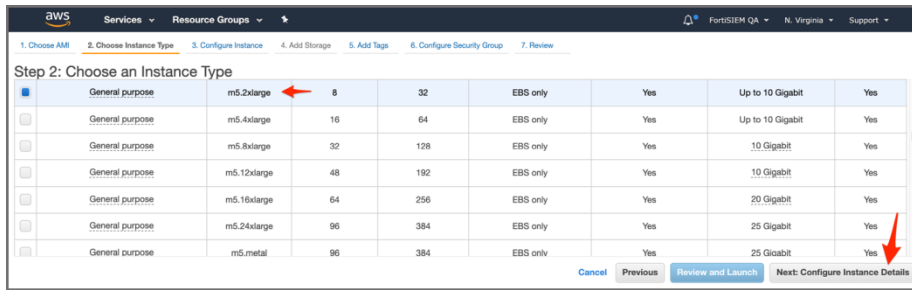 aws Services Resource Groups FortiSIEM QA N. Virginia Support
1. Choose AMI 2. Choose Instance Type 3. Configure Instance 4. Add Storage 5. Add Tags 6. Configure Security Group 7. Review
Step 2: Choose an Instance Type
General purpose m5.2xlarge 8 32 EBS only Yes Up to 10 Gigabit Yes
General purpose m5.4xlarge 16 64 EBS only Yes Up to 10 Gigabit Yes
General purpose m5.8xlarge 32 128 EBS only Yes 10 Gigabit Yes
General purpose m5.12xlarge 48 192 EBS only Yes 10 Gigabit Yes
General purpose m5.16xlarge 64 256 EBS only Yes 20 Gigabit Yes
General purpose m5.24xlarge 96 384 EBS only Yes 25 Gigabit Yes
General purpose m5.metal 96 384 EBS only Yes 25 Gigabit Yes
Cancel Previous Review and Launch Next: Configure Instance Details